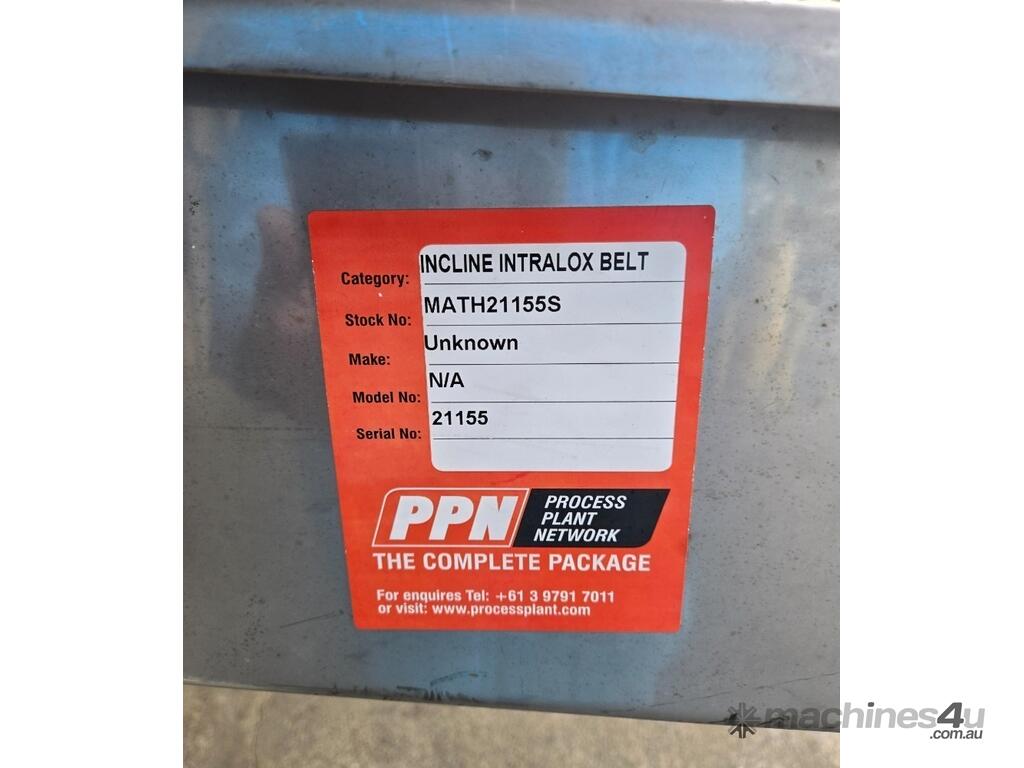 Category: INCLINE INTRALOX BELT
Stock No: MATH21155S
Make: Unknown
Model No: N/A
Serial No: 21155
PPN PROCESS
PLANT
NETWORK
THE COMPLETE PACKAGE
For enquires Tel: +61 3 9791 7011
or visit: www.processplant.com
machines4u
.com.au